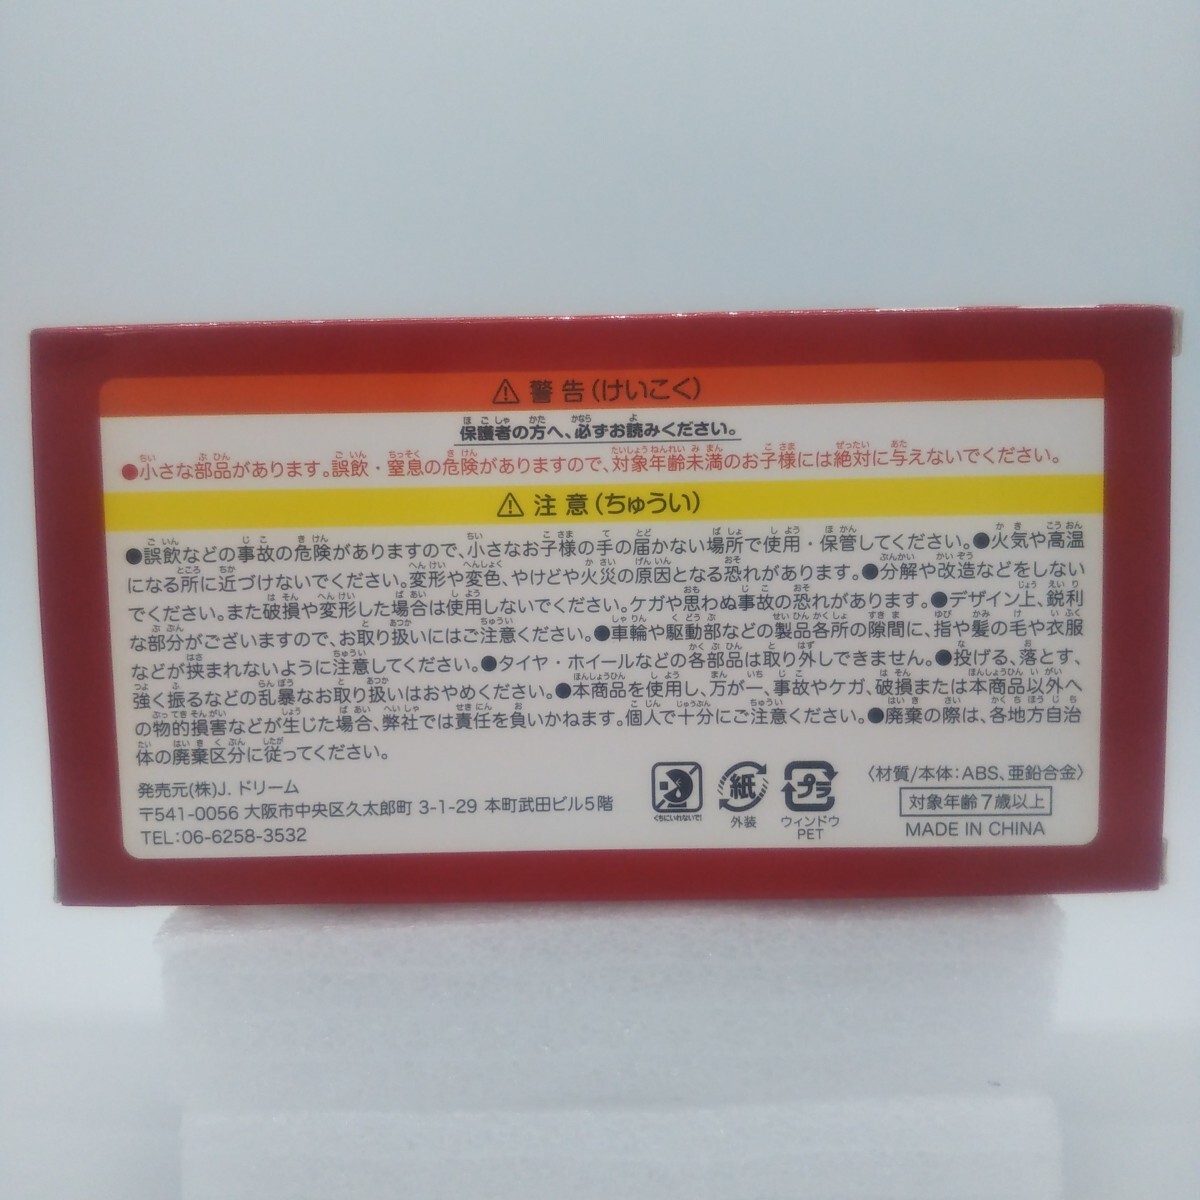 ⚠ 警告(けいこく)
保護者の方へ、必ずお読みください。
●小さな部品があります。誤飲・窒息の危険がありますので、対象年齢未満のお子様には絶対に与えないでください。
⚠ 注意(ちゅうい)
●誤飲などの事故の危険がありますので、小さなお子様の手の届かない場所で使用・保管してください。●火気や高温
になる所に近づけないでください。変形や変色、やけどや火災の原因となる恐れがあります。●分解や改造などをしない
でください。また破損や変形した場合は使用しないでください。ケガや思わぬ事故の恐れがあります。●デザイン上、鋭利
な部分がございますので、お取り扱いにはご注意ください。●車輪や駆動部などの製品各所の隙間に、指や髪の毛や衣服
などが挟まれないように注意してください。●タイヤ・ホイールなどの各部品は取り外しできません。●投げる、落とす、
強く振るなどの乱暴なお取り扱いはおやめください。●本商品を使用し、万が一、事故やケガ、破損または本商品以外へ
の物的損害などが生じた場合、弊社では責任を負いかねます。個人で十分にご注意ください。●廃棄の際は、各地方自治
体の廃棄区分に従ってください。
発売元(株)J. ドリーム
〒541-0056 大阪市中央区久太郎町 3-1-29 本町武田ビル5階
TEL:06-6258-3532
くちにいれないで!
紙
外装
プラ
ウィンドウ
PET
〈材質/本体:ABS、亜鉛合金〉
対象年齢7歳以上
MADE IN CHINA